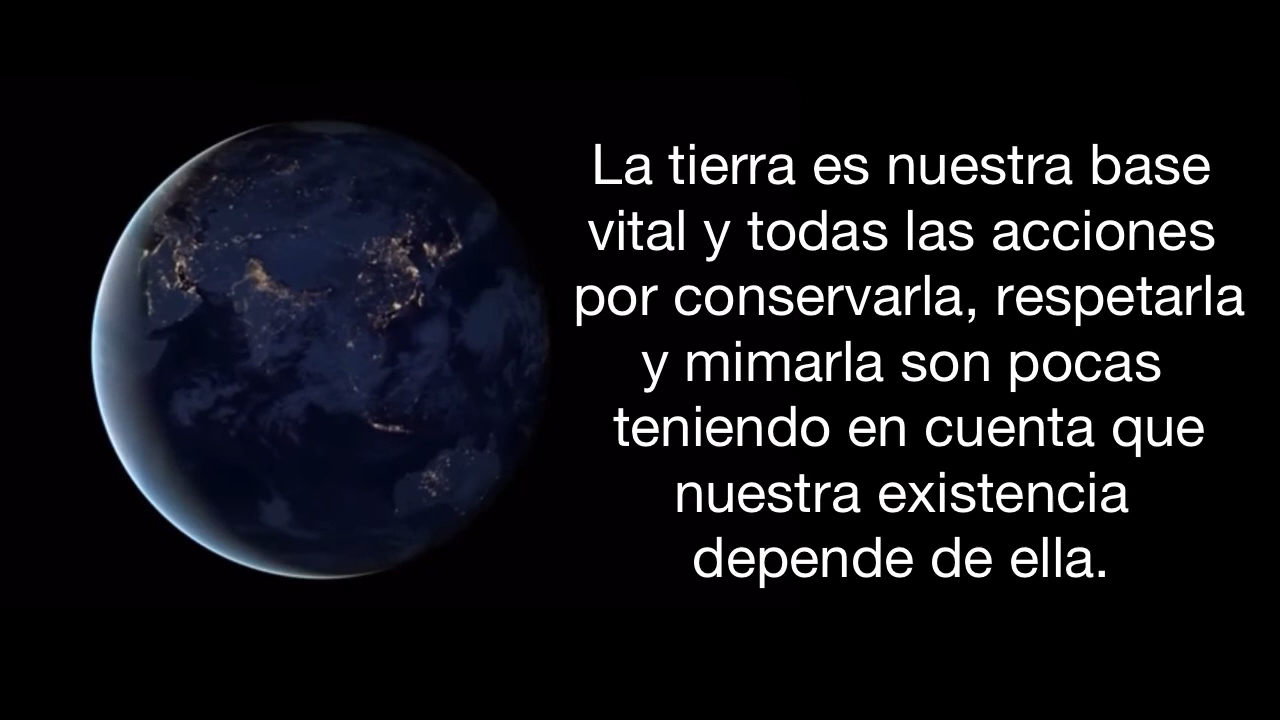 La tierra es nuestra base
vital y todas las acciones
por conservarla, respetarla
y mimarla son pocas
teniendo en cuenta que
nuestra existencia
depende de ella.